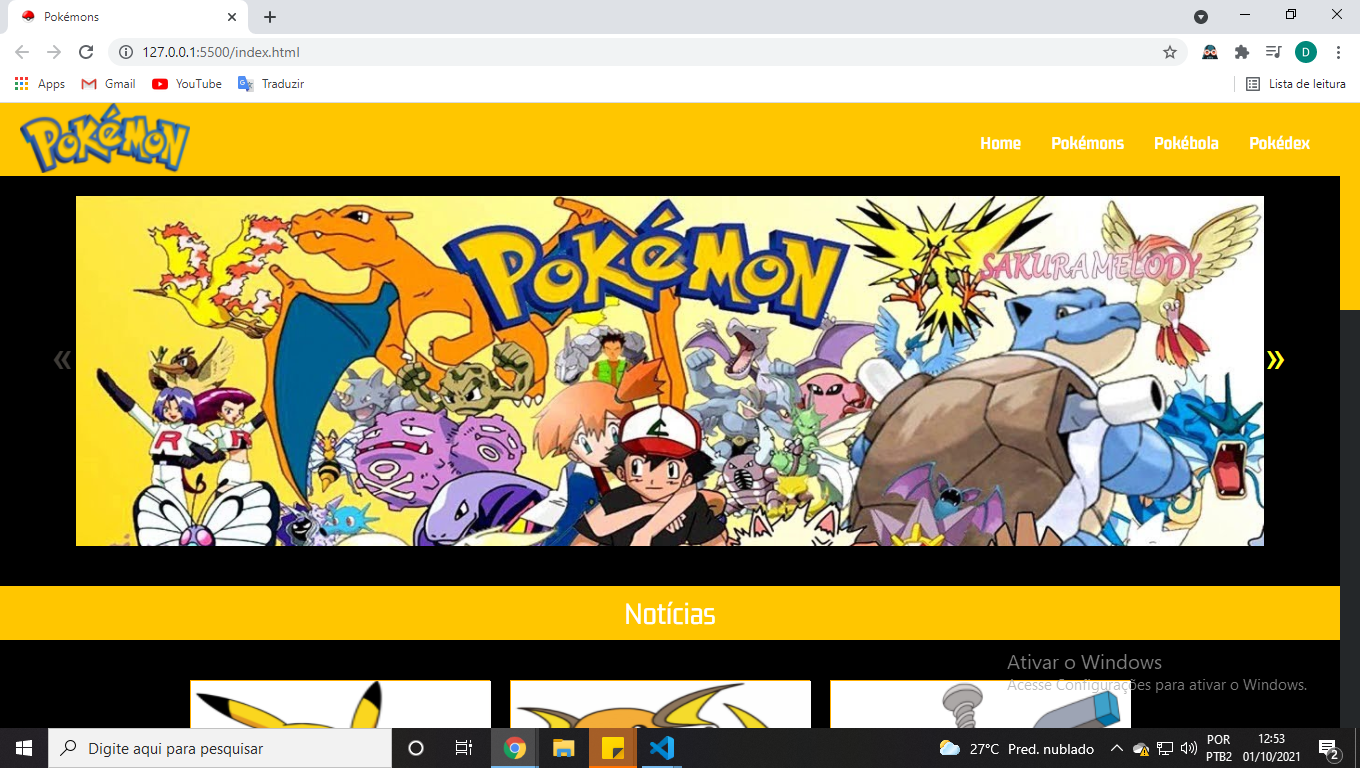 Pokémons
127.0.0.1:5500/index.html
D
Apps
Gmail
YouTube
Traduzir
Lista de leitura
POKéMON
Home
Pokémons
Pokébola
Pokédex
POKéMON
SAKURA MELODY
R
R
«
»
Notícias
Ativar o Windows
Acesse Configurações para ativar o Windows.
Digite aqui para pesquisar
27°C Pred. nublado
POR
PTB2
12:53
01/10/2021
2